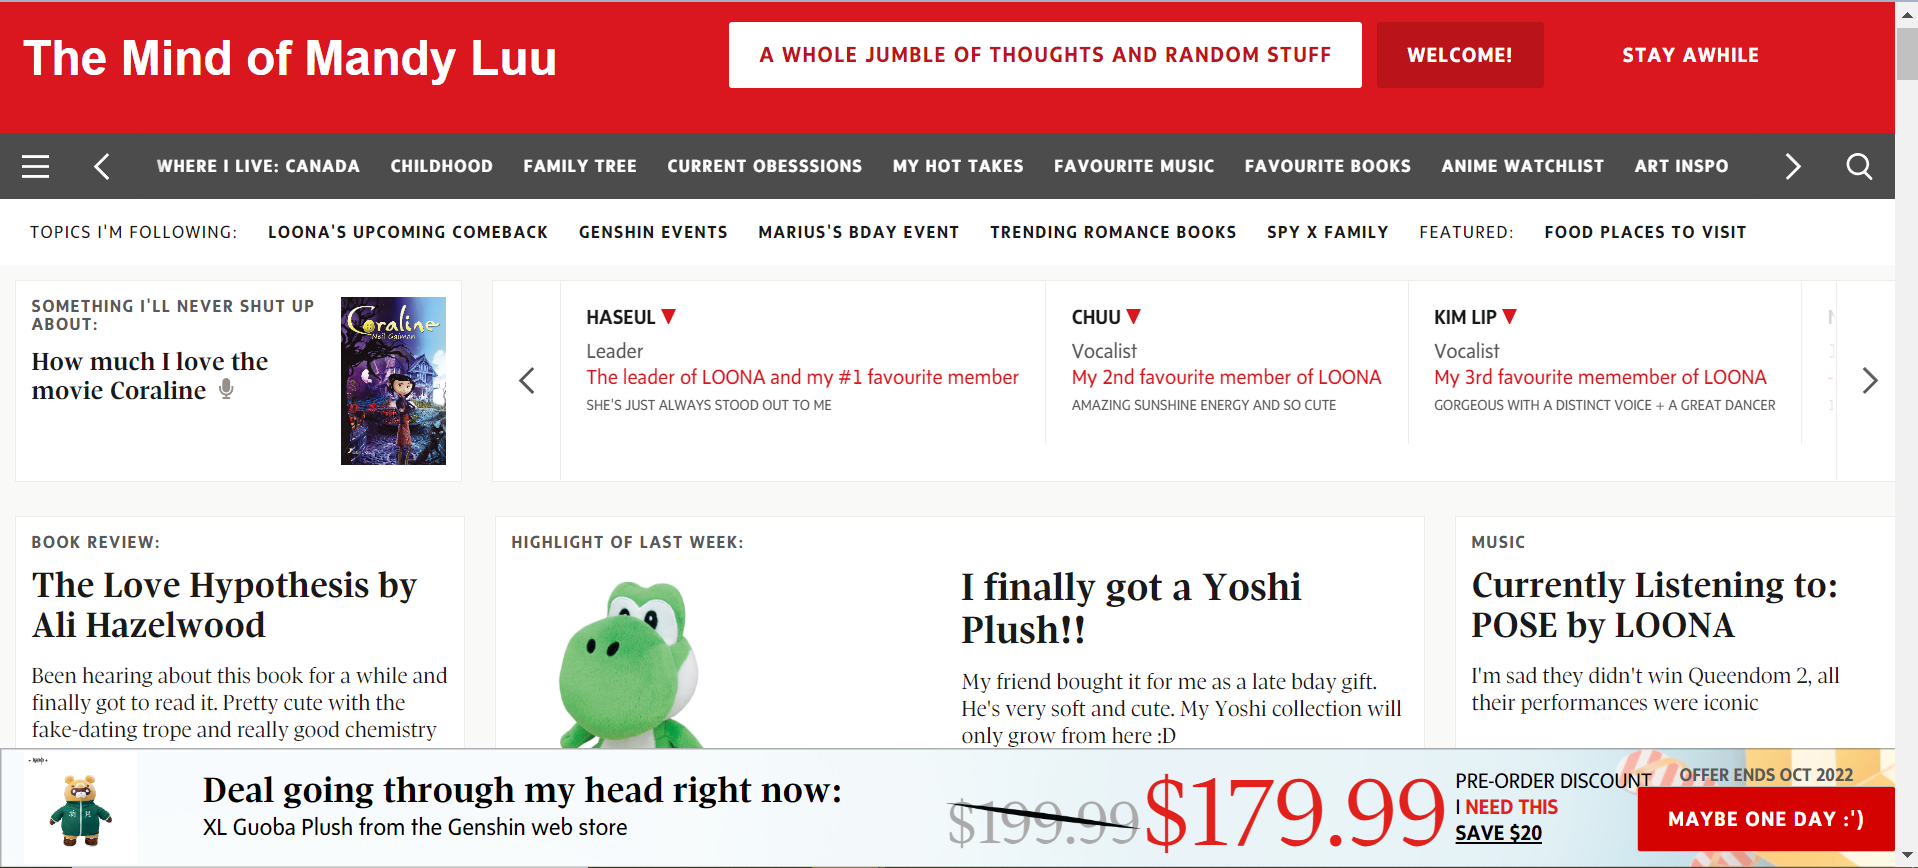 The Mind of Mandy Luu
A WHOLE JUMBLE OF THOUGHTS AND RANDOM STUFF
WELCOME!
STAY AWHILE
WHERE I LIVE: CANADA
CHILDHOOD
FAMILY TREE
CURRENT OBESSSIONS
MY HOT TAKES
FAVOURITE MUSIC
FAVOURITE BOOKS
ANIME WATCHLIST
ART INSPO
TOPICS I'M FOLLOWING:
LOONA'S UPCOMING COMEBACK
GENSHIN EVENTS
MARIUS'S BDAY EVENT
TRENDING ROMANCE BOOKS
SPY X FAMILY
FEATURED:
FOOD PLACES TO VISIT
SOMETHING I'LL NEVER SHUT UP
ABOUT:
How much I love the
movie Coraline
Coraline
Neil Gaiman
HASEUL
Leader
The leader of LOONA and my #1 favourite member
SHE'S JUST ALWAYS STOOD OUT TO ME
CHUU
Vocalist
My 2nd favourite member of LOONA
AMAZING SUNSHINE ENERGY AND SO CUTE
KIM LIP
Vocalist
My 3rd favourite memember of LOONA
GORGEOUS WITH A DISTINCT VOICE + A GREAT DANCER
BOOK REVIEW:
The Love Hypothesis by
Ali Hazelwood
Been hearing about this book for a while and
finally got to read it. Pretty cute with the
fake-dating trope and really good chemistry
HIGHLIGHT OF LAST WEEK:
I finally got a Yoshi
Plush!!
My friend bought it for me as a late bday gift.
He's very soft and cute. My Yoshi collection will
only grow from here :D
MUSIC
Currently Listening to:
POSE by LOONA
I'm sad they didn't win Queendom 2, all
their performances were iconic
Deal going through my head right now:
XL Guoba Plush from the Genshin web store
$199.99
$179.99
PRE-ORDER DISCOUNT
I NEED THIS
SAVE $20
OFFER ENDS OCT 2022
MAYBE ONE DAY :')